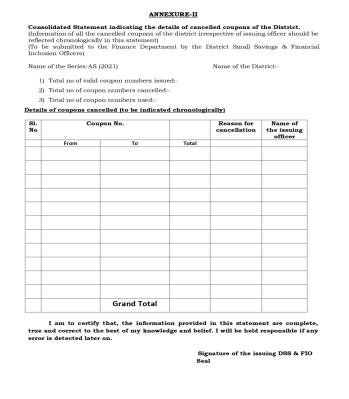 ANNEXURE-II
Consolidated Statement indicating the details of cancelled coupons of the District.
(Information of all the cancelled coupons of the district irrespective of issuing officer should be
reflected chronologically in this statement)
(To be submitted to the Finance Department by the District Small Savings & Financial
Inclusion Officers)
Name of the Series-AS (2021) Name of the District:-
1) Total no of valid coupon numbers issued:-
2) Total no of coupon numbers cancelled:-
3) Total no of coupon numbers used:-
Details of coupons cancelled (to be indicated chronologically)
Sl. No Coupon No. Reason for cancellation Name of the issuing officer
From To Total
Grand Total
I am to certify that, the information provided in this statement are complete,
true and correct to the best of my knowledge and belief. I will be held responsible if any
error is detected later on.
Signature of the issuing DSS & FIO
Seal